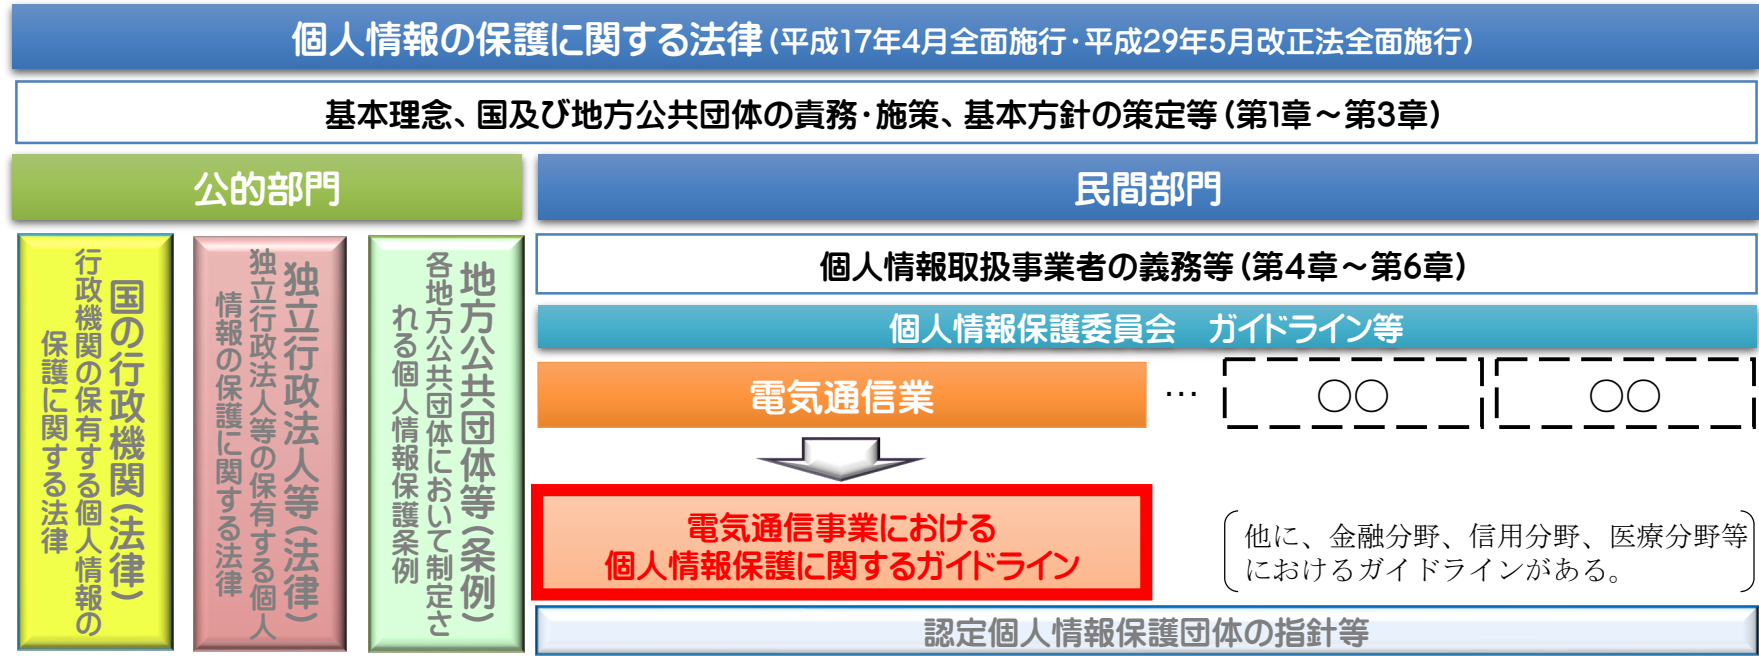 個人情報の保護に関する法律(平成17年4月全面施行・平成29年5月改正法全面施行)
基本理念、国及び地方公共団体の責務・施策、基本方針の策定等(第1章～第3章)
公的部門
民間部門
国の行政機関(法律)
行政機関の保有する個人情報の
保護に関する法律
独立行政法人等(法律)
独立行政法人等の保有する個人
情報の保護に関する法律
地方公共団体等(条例)
各地方公共団体において制定さ
れる個人情報保護条例
個人情報取扱事業者の義務等(第4章～第6章)
個人情報保護委員会　ガイドライン等
電気通信業
…
○○
○○
電気通信事業における
個人情報保護に関するガイドライン
他に、金融分野、信用分野、医療分野等
におけるガイドラインがある。
認定個人情報保護団体の指針等